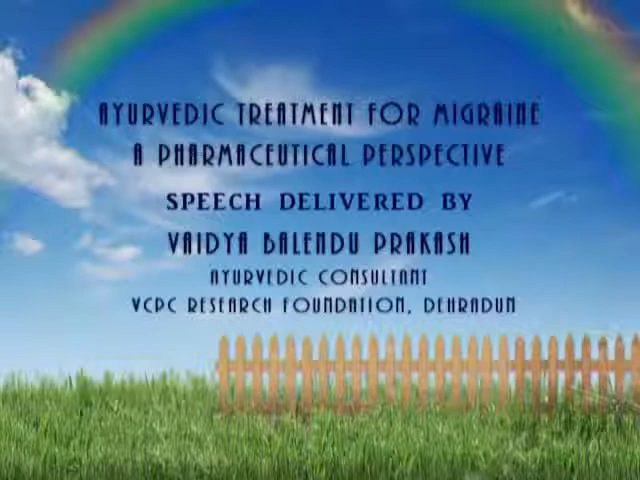 AYURVEDIC TREATMENT FOR MIGRAINE
A PHARMACEUTICAL PERSPECTIVE
SPEECH DELIVERED BY
VAIDYA BALENDU PRAKASH
AYURVEDIC CONSULTANT
VCPC RESEARCH FOUNDATION, DEHRADUN